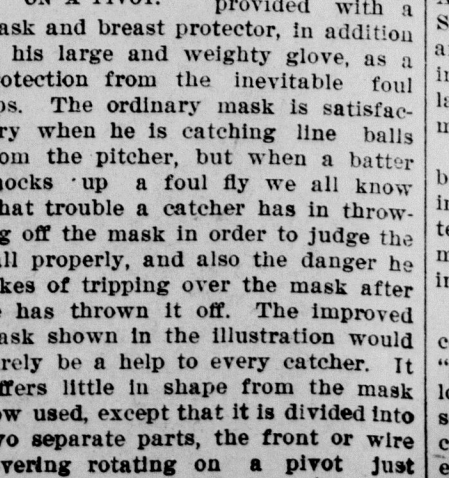 ON A PIVOT. provided with a
ask and breast protector, in addition
his large and weighty glove, as a
otection from the inevitable foul
ps. The ordinary mask is satisfac-
ry when he is catching line balls
om the pitcher, but when a batter
nocks up a foul fly we all know
hat trouble a catcher has in throw-
g off the mask in order to judge the
ll properly, and also the danger he
kes of tripping over the mask after
has thrown it off. The improved
ask shown in the illustration would
rely be a help to every catcher. It
ffers little in shape from the mask
ow used, except that it is divided into
wo separate parts, the front or wire
vering rotating on a pivot just